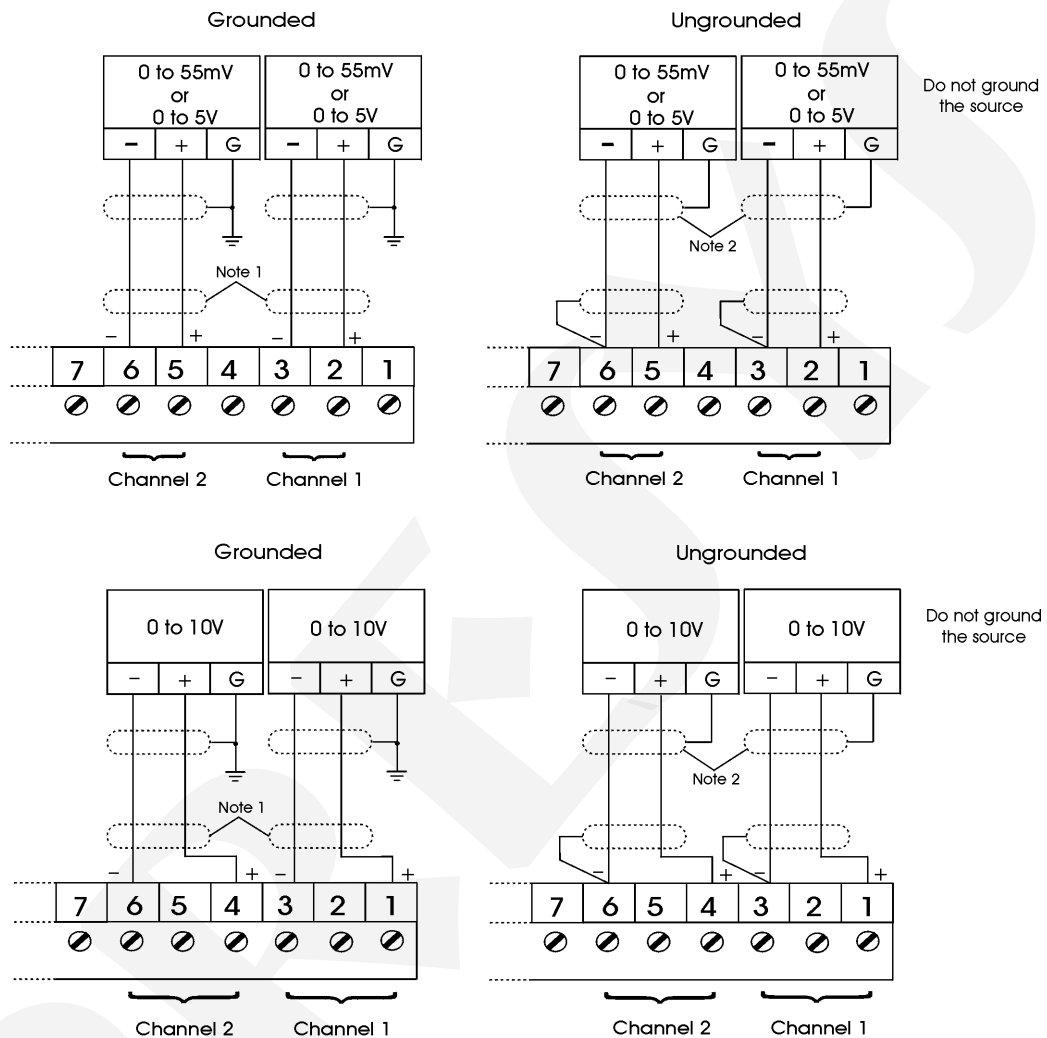 Grounded
0 to 55mV
or
0 to 5V
0 to 55mV
or
0 to 5V
− + G − + G
Note 1
− + − +
7 6 5 4 3 2 1
Channel 2 Channel 1
Ungrounded
0 to 55mV
or
0 to 5V
0 to 55mV
or
0 to 5V
Do not ground
the source
− + G − + G
Note 2
− + − +
7 6 5 4 3 2 1
Channel 2 Channel 1
Grounded
0 to 10V 0 to 10V
− + G − + G
Note 1
− + − +
7 6 5 4 3 2 1
Channel 2 Channel 1
Ungrounded
0 to 10V 0 to 10V
Do not ground
the source
− + G − + G
Note 2
− + − +
7 6 5 4 3 2 1
Channel 2 Channel 1
PRESYS